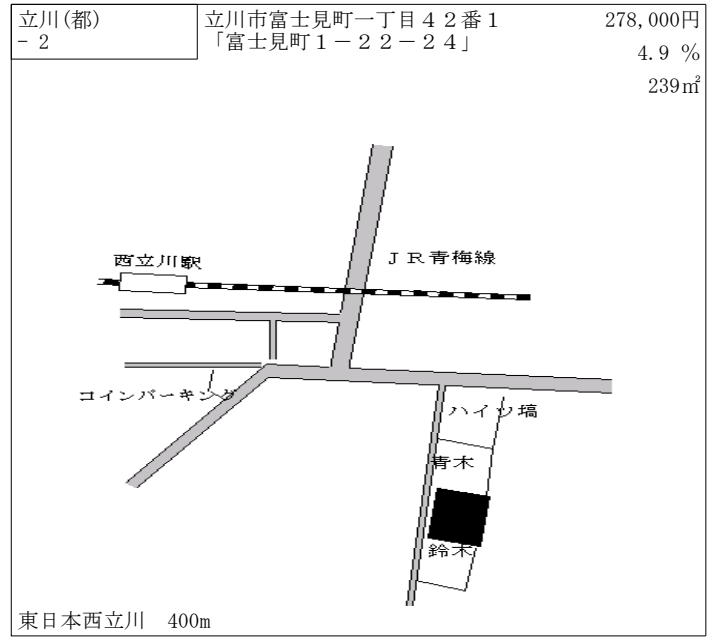 立川(都)
－２
立川市富士見町一丁目４２番１
「富士見町１－２２－２４」
278,000円
4.9 %
239㎡
西立川駅
ＪＲ青梅線
コインパーキング
ハイツ塙
青木
鈴木
東日本西立川　400m